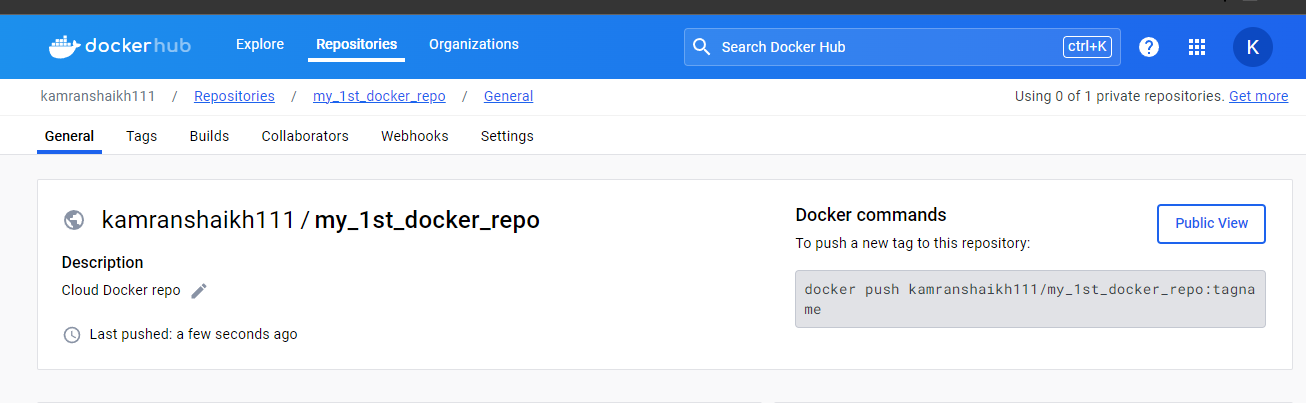 dockerhub Explore Repositories Organizations Search Docker Hub ctrl+K ? K
kamranshaikh111 / Repositories / my_1st_docker_repo / General Using 0 of 1 private repositories. Get more
General Tags Builds Collaborators Webhooks Settings
kamranshaikh111 / my_1st_docker_repo
Description
Cloud Docker repo
Last pushed: a few seconds ago
Docker commands
Public View
To push a new tag to this repository:
docker push kamranshaikh111/my_1st_docker_repo:tagna
me